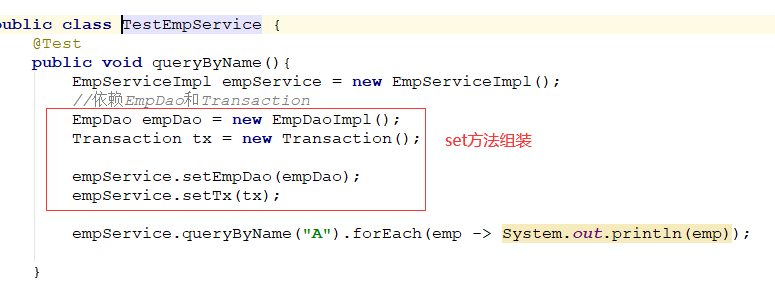 public class TestEmpService {
@Test
public void queryByName(){
EmpServiceImpl empService = new EmpServiceImpl();
//依赖EmpDao和Transaction
EmpDao empDao = new EmpDaoImpl();
Transaction tx = new Transaction();
set方法组装
empService.setEmpDao(empDao);
empService.setTx(tx);
empService.queryByName("A").forEach(emp -> System.out.println(emp));
}